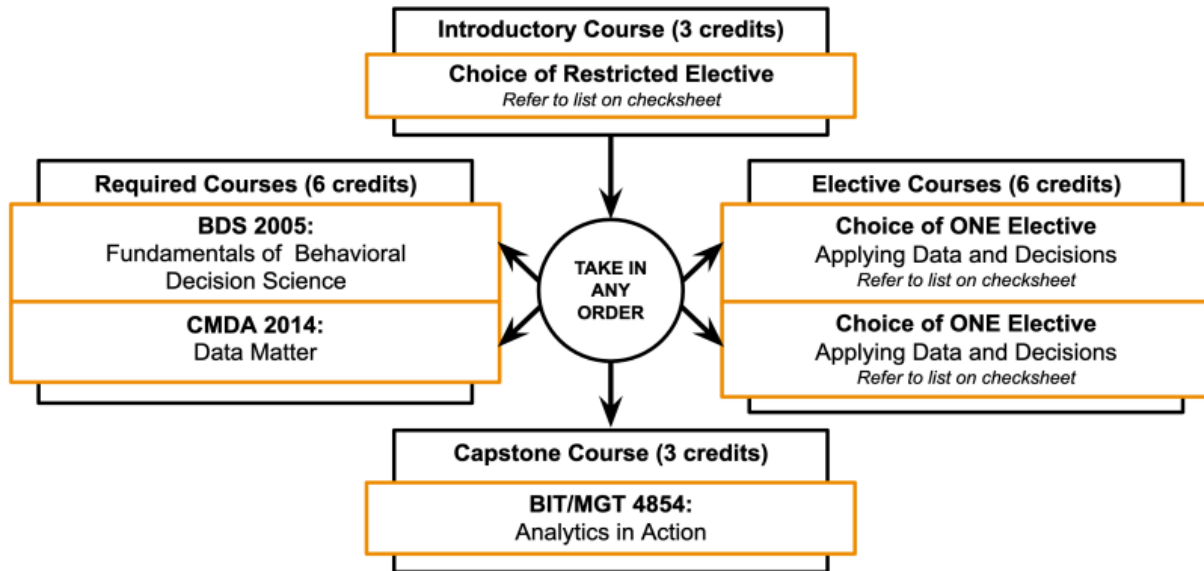 Introductory Course (3 credits)
Choice of Restricted Elective
Refer to list on checksheet
Required Courses (6 credits)
BDS 2005:
Fundamentals of Behavioral
Decision Science
CMDA 2014:
Data Matter
TAKE IN
ANY
ORDER
Elective Courses (6 credits)
Choice of ONE Elective
Applying Data and Decisions
Refer to list on checksheet
Choice of ONE Elective
Applying Data and Decisions
Refer to list on checksheet
Capstone Course (3 credits)
BIT/MGT 4854:
Analytics in Action